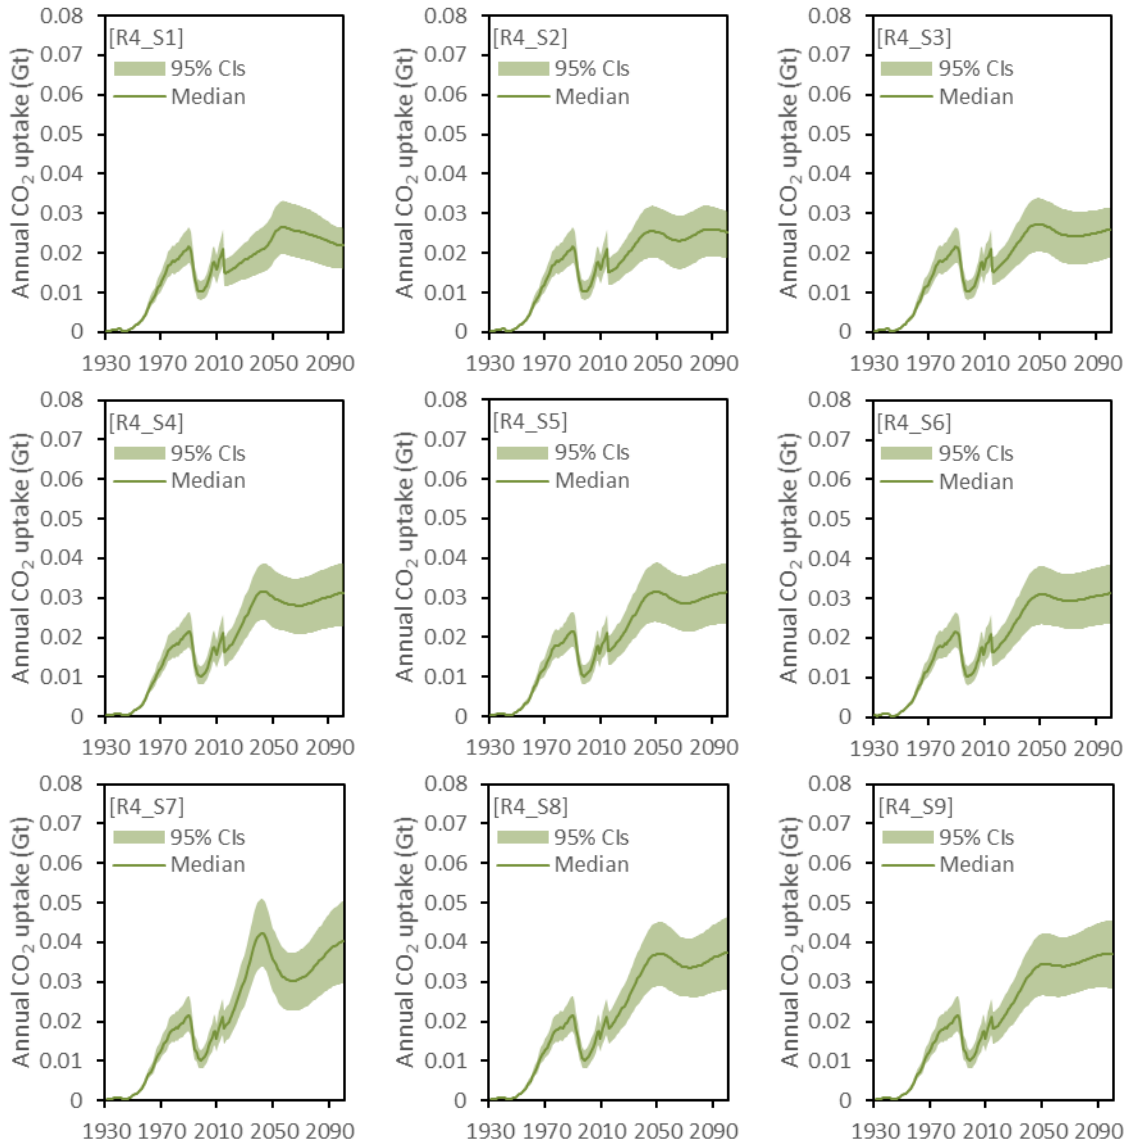 [R4_S1]
95% CIs
Median
Annual CO2 uptake (Gt)
0.08
0.07
0.06
0.05
0.04
0.03
0.02
0.01
0
1930 1970 2010 2050 2090
[R4_S2]
95% CIs
Median
Annual CO2 uptake (Gt)
0.08
0.07
0.06
0.05
0.04
0.03
0.02
0.01
0
1930 1970 2010 2050 2090
[R4_S3]
95% CIs
Median
Annual CO2 uptake (Gt)
0.08
0.07
0.06
0.05
0.04
0.03
0.02
0.01
0
1930 1970 2010 2050 2090
[R4_S4]
95% CIs
Median
Annual CO2 uptake (Gt)
0.08
0.07
0.06
0.05
0.04
0.03
0.02
0.01
0
1930 1970 2010 2050 2090
[R4_S5]
95% CIs
Median
Annual CO2 uptake (Gt)
0.08
0.07
0.06
0.05
0.04
0.03
0.02
0.01
0
1930 1970 2010 2050 2090
[R4_S6]
95% CIs
Median
Annual CO2 uptake (Gt)
0.08
0.07
0.06
0.05
0.04
0.03
0.02
0.01
0
1930 1970 2010 2050 2090
[R4_S7]
95% CIs
Median
Annual CO2 uptake (Gt)
0.08
0.07
0.06
0.05
0.04
0.03
0.02
0.01
0
1930 1970 2010 2050 2090
[R4_S8]
95% CIs
Median
Annual CO2 uptake (Gt)
0.08
0.07
0.06
0.05
0.04
0.03
0.02
0.01
0
1930 1970 2010 2050 2090
[R4_S9]
95% CIs
Median
Annual CO2 uptake (Gt)
0.08
0.07
0.06
0.05
0.04
0.03
0.02
0.01
0
1930 1970 2010 2050 2090